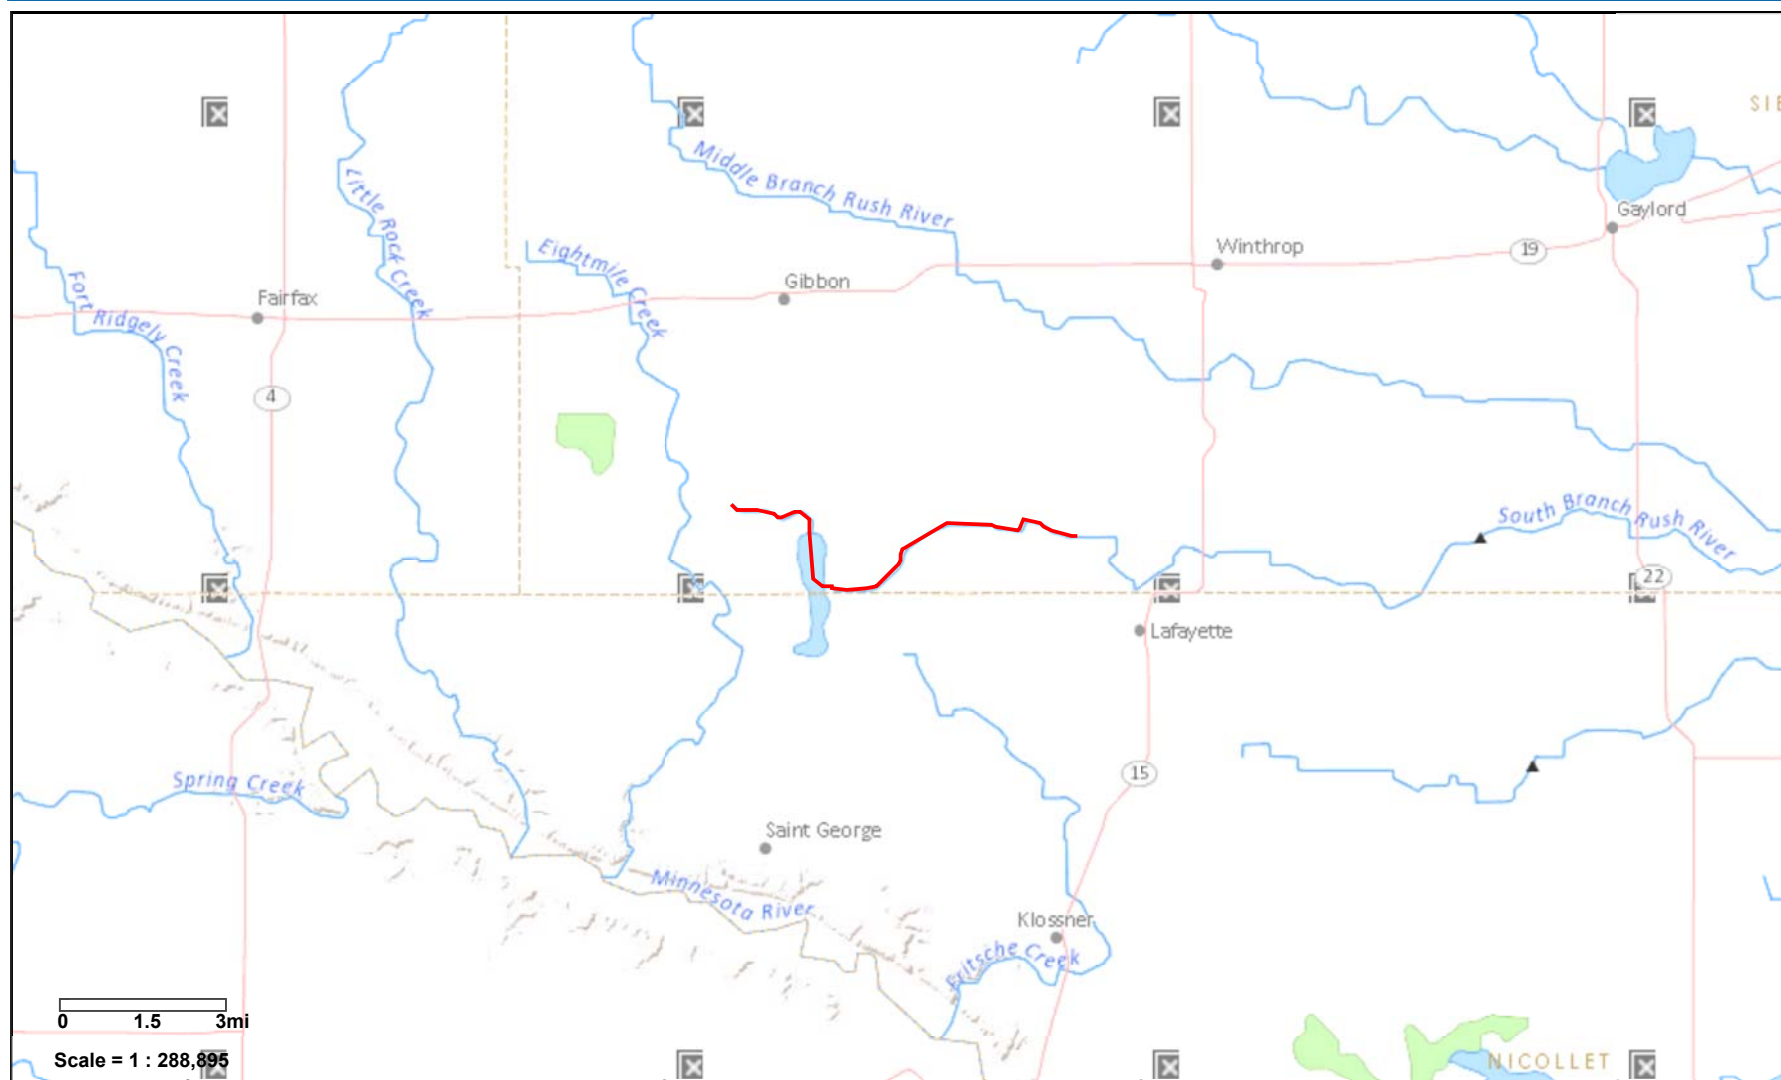 SIE
Middle Branch Rush River
Little Rock Creek
Gaylord
Eightmile Creek
Winthrop
19
Fort Ridgely Creek
Gibbon
Fairfax
4
South Branch Rush River
22
Lafayette
15
Spring Creek
Saint George
Minnesota River
Klossner
Fritsche Creek
0 1.5 3mi
Scale = 1 : 288,895
NICOLLET